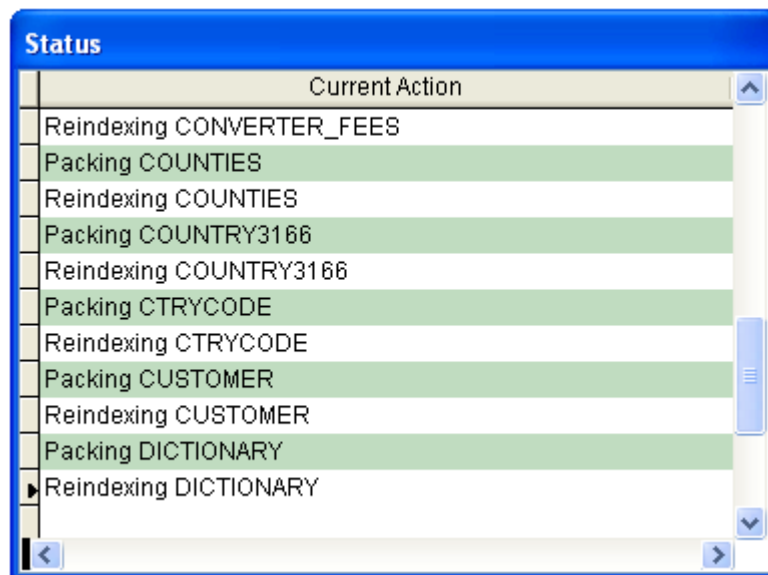 Status
Current Action
Reindexing CONVERTER_FEES
Packing COUNTIES
Reindexing COUNTIES
Packing COUNTRY3166
Reindexing COUNTRY3166
Packing CTRYCODE
Reindexing CTRYCODE
Packing CUSTOMER
Reindexing CUSTOMER
Packing DICTIONARY
Reindexing DICTIONARY